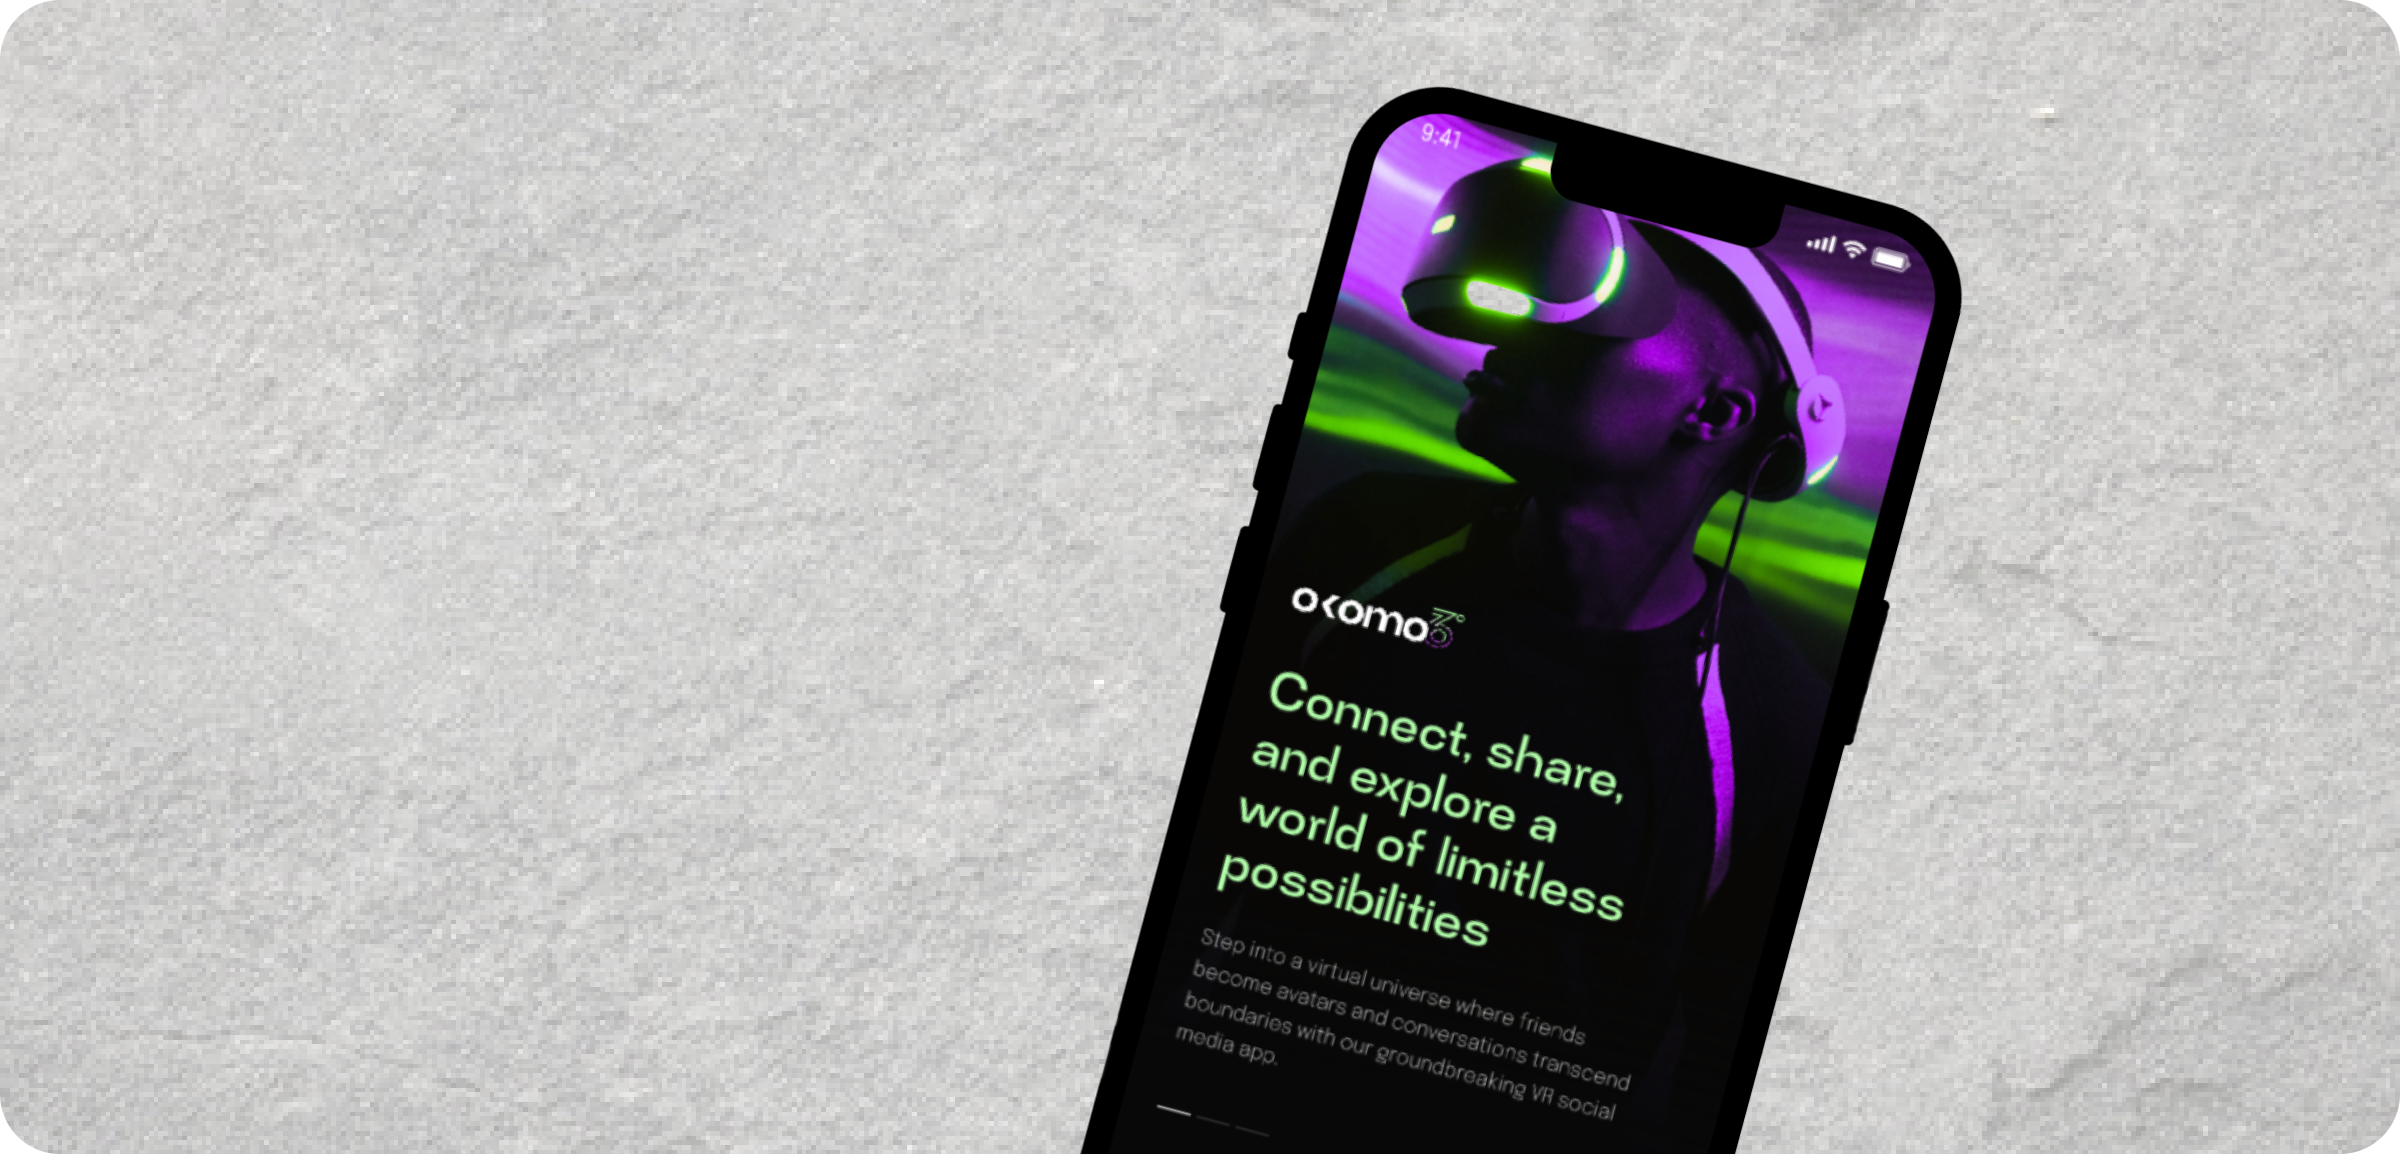 9:41
okomo
Connect, share,
and explore a
world of limitless
possibilities
Step into a virtual universe where friends
become avatars and conversations transcend
boundaries with our groundbreaking VR social
media app.